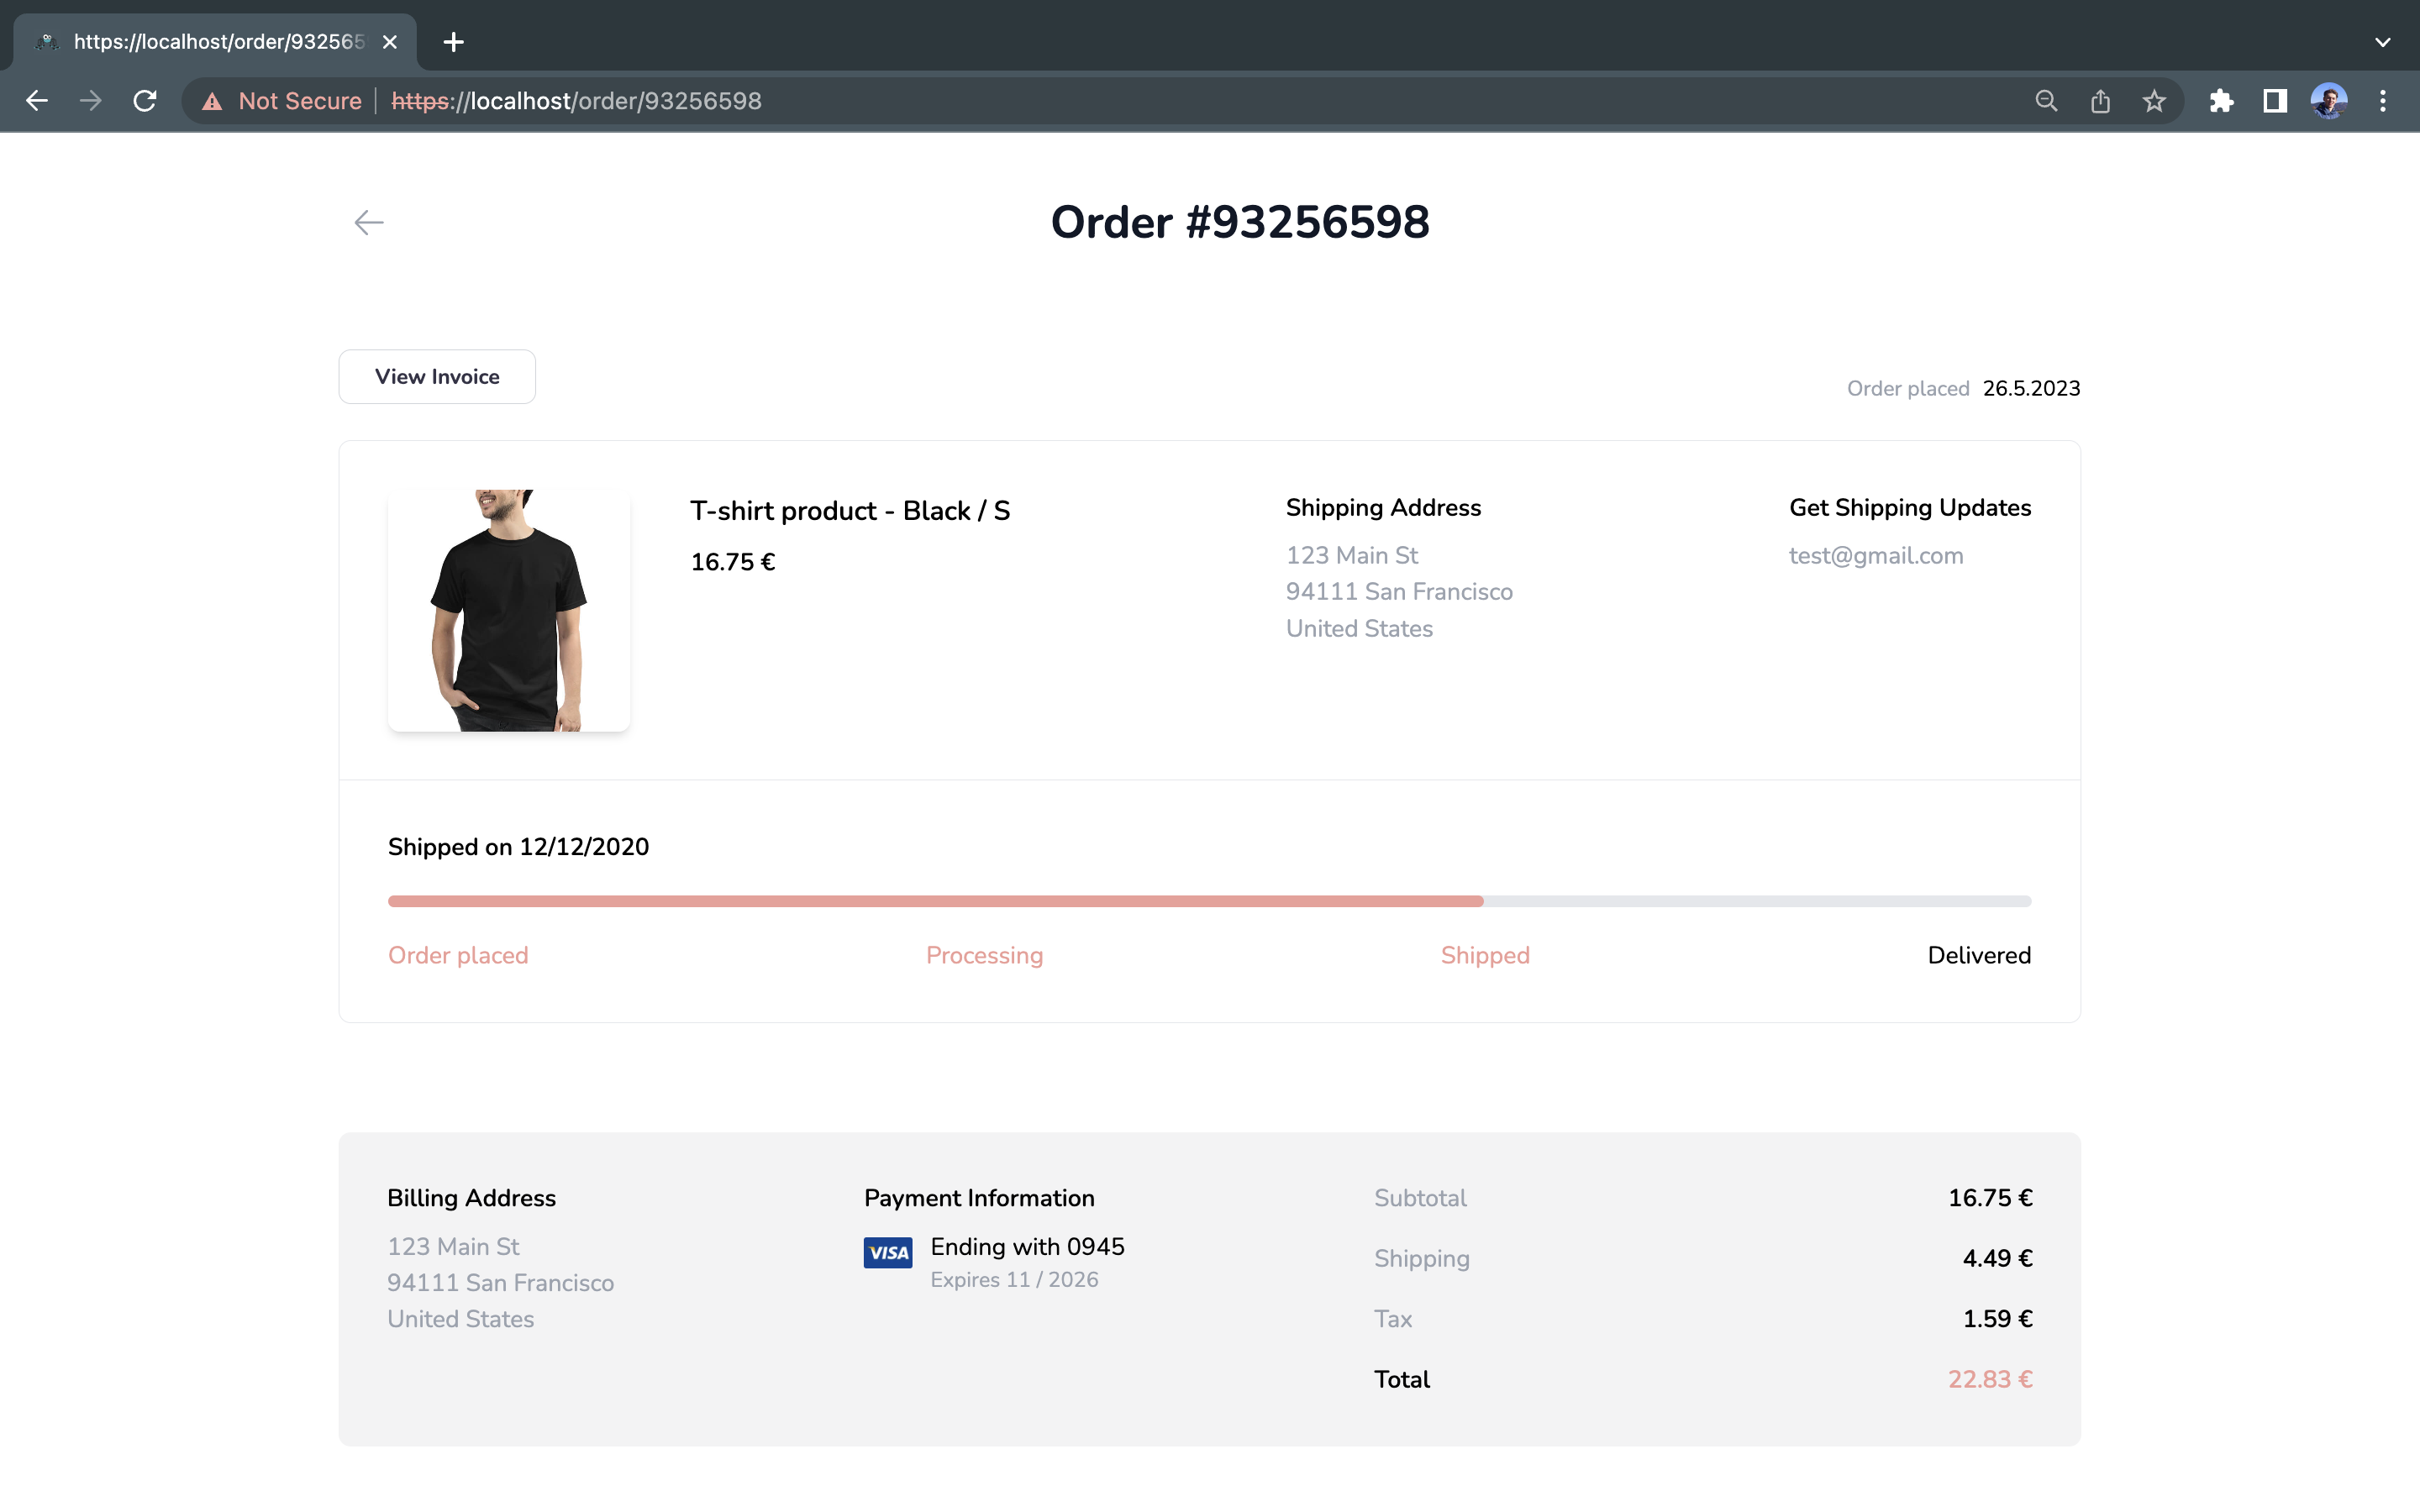 https://localhost/order/932565
Not Secure
https://localhost/order/93256598
Order #93256598
View Invoice
Order placed 26.5.2023
T-shirt product - Black / S
16.75 €
Shipping Address
123 Main St
94111 San Francisco
United States
Get Shipping Updates
test@gmail.com
Shipped on 12/12/2020
Order placed
Processing
Shipped
Delivered
Billing Address
123 Main St
94111 San Francisco
United States
Payment Information
VISA
Ending with 0945
Expires 11 / 2026
Subtotal 16.75 €
Shipping 4.49 €
Tax 1.59 €
Total 22.83 €